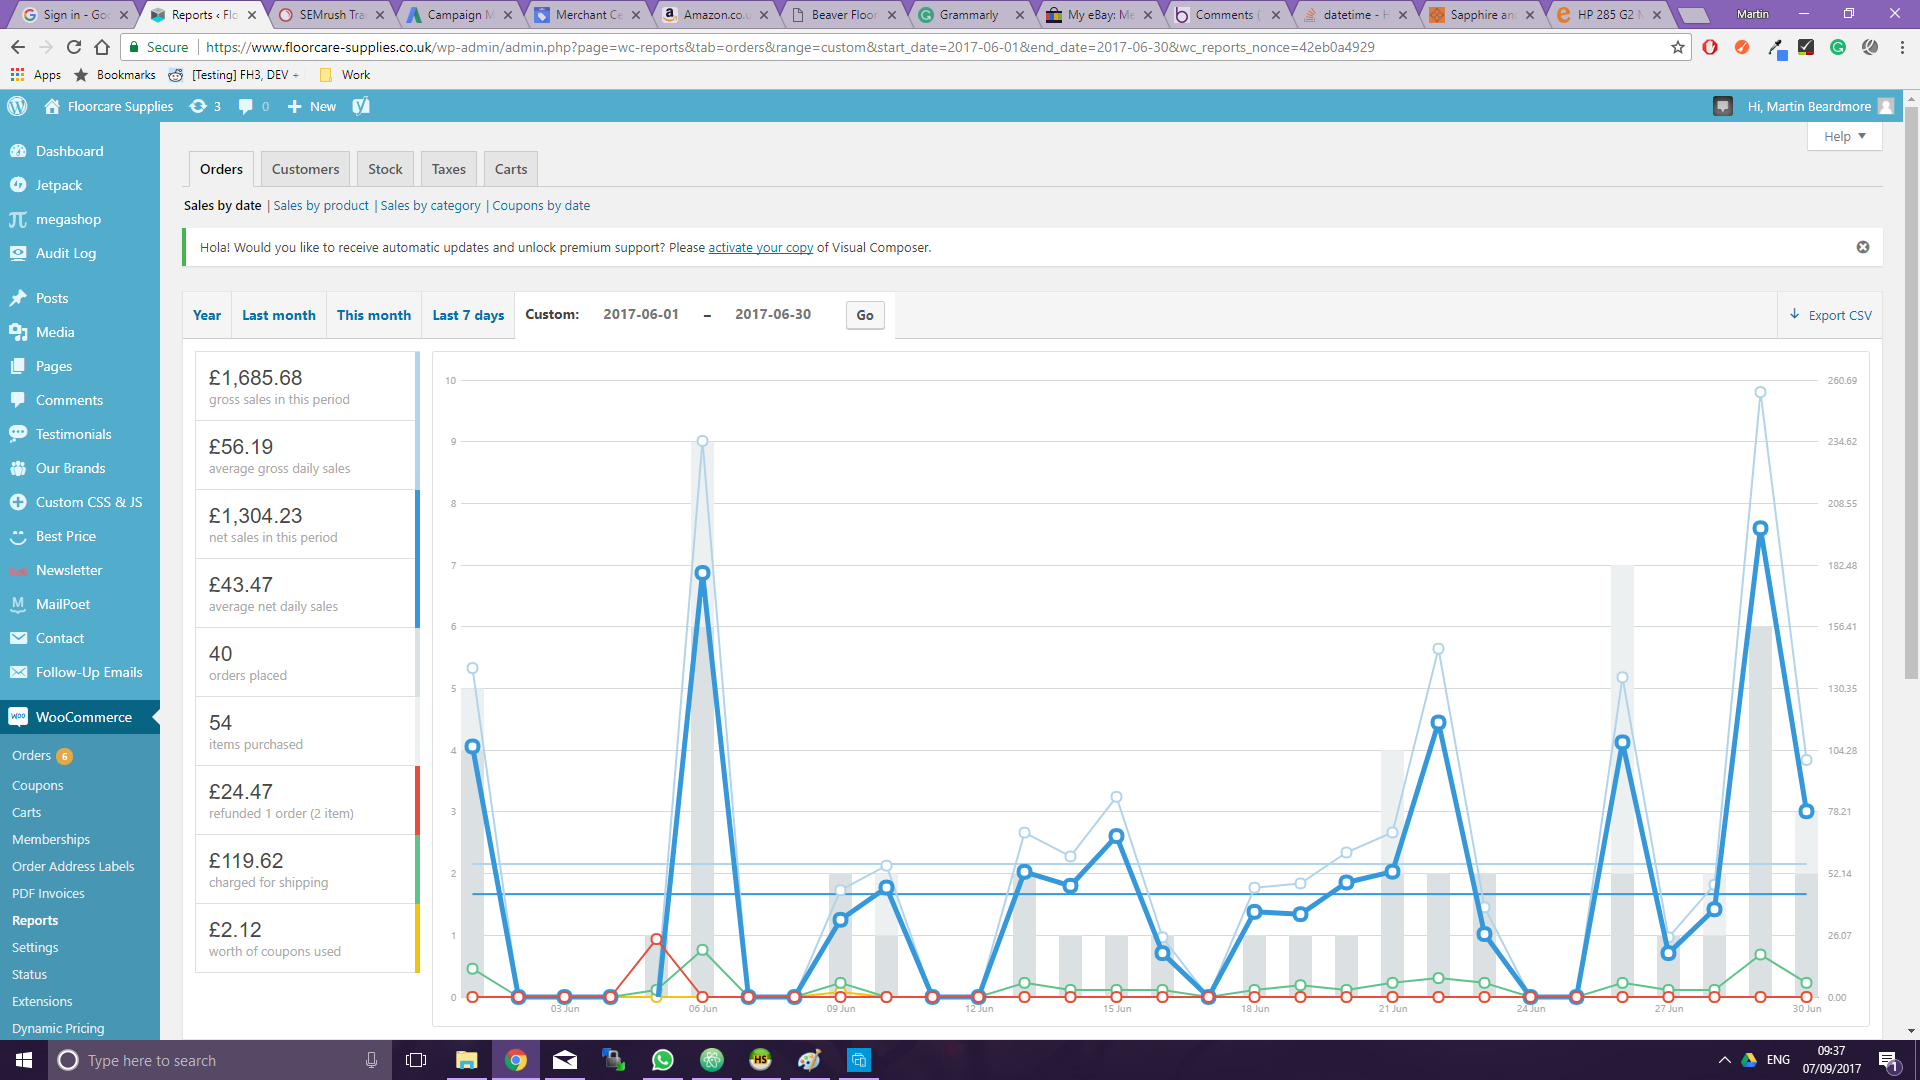 Sign in - Goo
Reports ‹ Flo
SEMrush Tra
Campaign M
Merchant Ce
Amazon.co.u
Beaver Floor
Grammarly
My eBay: Me
Comments (
datetime - H
Sapphire an
HP 285 G2 M
Martin
Secure
https://www.floorcare-supplies.co.uk/wp-admin/admin.php?page=wc-reports&tab=orders&range=custom&start_date=2017-06-01&end_date=2017-06-30&wc_reports_nonce=42eb0a4929
Apps
Bookmarks
[Testing] FH3, DEV +
Work
Floorcare Supplies
3
0
New
Hi, Martin Beardmore
Help
Dashboard
Jetpack
megashop
Audit Log
Posts
Media
Pages
Comments
Testimonials
Our Brands
Custom CSS & JS
Best Price
Newsletter
MailPoet
Contact
Follow-Up Emails
WooCommerce
Orders 6
Coupons
Carts
Memberships
Order Address Labels
PDF Invoices
Reports
Settings
Status
Extensions
Dynamic Pricing
Orders
Customers
Stock
Taxes
Carts
Sales by date | Sales by product | Sales by category | Coupons by date
Hola! Would you like to receive automatic updates and unlock premium support? Please activate your copy of Visual Composer.
Year
Last month
This month
Last 7 days
Custom: 2017-06-01 – 2017-06-30 Go
Export CSV
£1,685.68
gross sales in this period
£56.19
average gross daily sales
£1,304.23
net sales in this period
£43.47
average net daily sales
40
orders placed
54
items purchased
£24.47
refunded 1 order (2 item)
£119.62
charged for shipping
£2.12
worth of coupons used
10
9
8
7
6
5
4
3
2
1
0
260.69
234.62
208.55
182.48
156.41
130.35
104.28
78.21
52.14
26.07
0.00
03 Jun
06 Jun
09 Jun
12 Jun
15 Jun
18 Jun
21 Jun
24 Jun
27 Jun
30 Jun
Type here to search
HS
ENG
09:37
07/09/2017
1